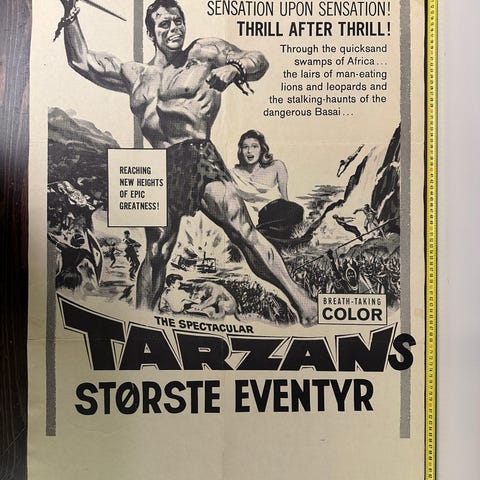 SENSATION UPON SENSATION!
THRILL AFTER THRILL!
Through the quicksand
swamps of Africa...
the lairs of man-eating
lions and leopards and
the stalking-haunts of the
dangerous Basai...
REACHING
NEW HEIGHTS
OF EPIC
GREATNESS!
BREATH-TAKING
COLOR
THE SPECTACULAR
TARZANS
STØRSTE EVENTYR